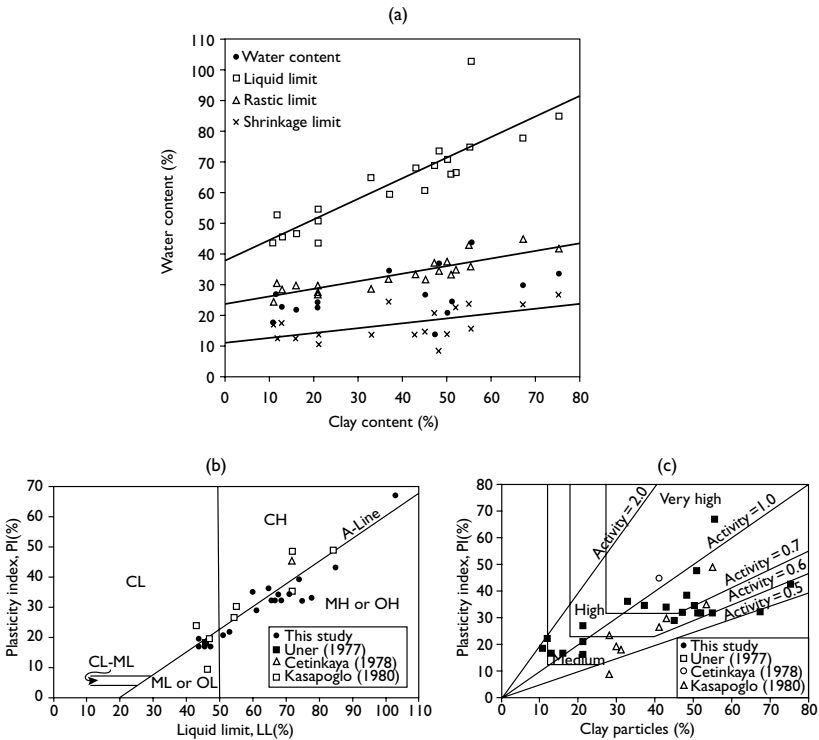 (a)
110
100
90
80
70
60
50
40
30
20
10
0
Water content (%)
Water content
Liquid limit
Rastic limit
Shrinkage limit
0 10 20 30 40 50 60 70 80
Clay content (%)
(b)
70
60
50
40
30
20
10
0
Plasticity index, PI(%)
CL
CH
A-Line
MH or OH
CL-ML
ML or OL
This study
Uner (1977)
Cetinkaya (1978)
Kasapoglo (1980)
0 10 20 30 40 50 60 70 80 90 100 110
Liquid limit, LL(%)
(c)
80
70
60
50
40
30
20
10
0
Plasticity index, PI(%)
Activity = 2.0
Very high
Activity =1.0
Activity = 0.7
Activity = 0.6
Activity = 0.5
High
Medium
This study
Uner (1977)
Cetinkaya (1978)
Kasapoglo (1980)
0 10 20 30 40 50 60 70 80
Clay particles (%)